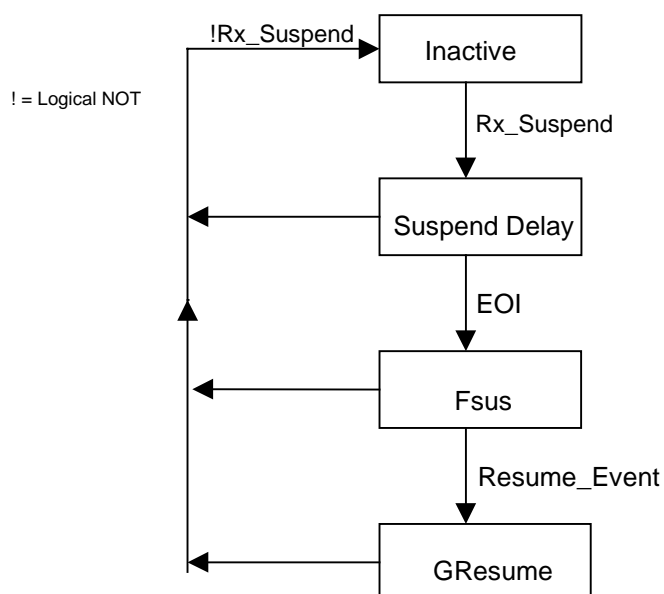 !Rx_Suspend
Inactive
! = Logical NOT
Rx_Suspend
Suspend Delay
EOI
Fsus
Resume_Event
GResume